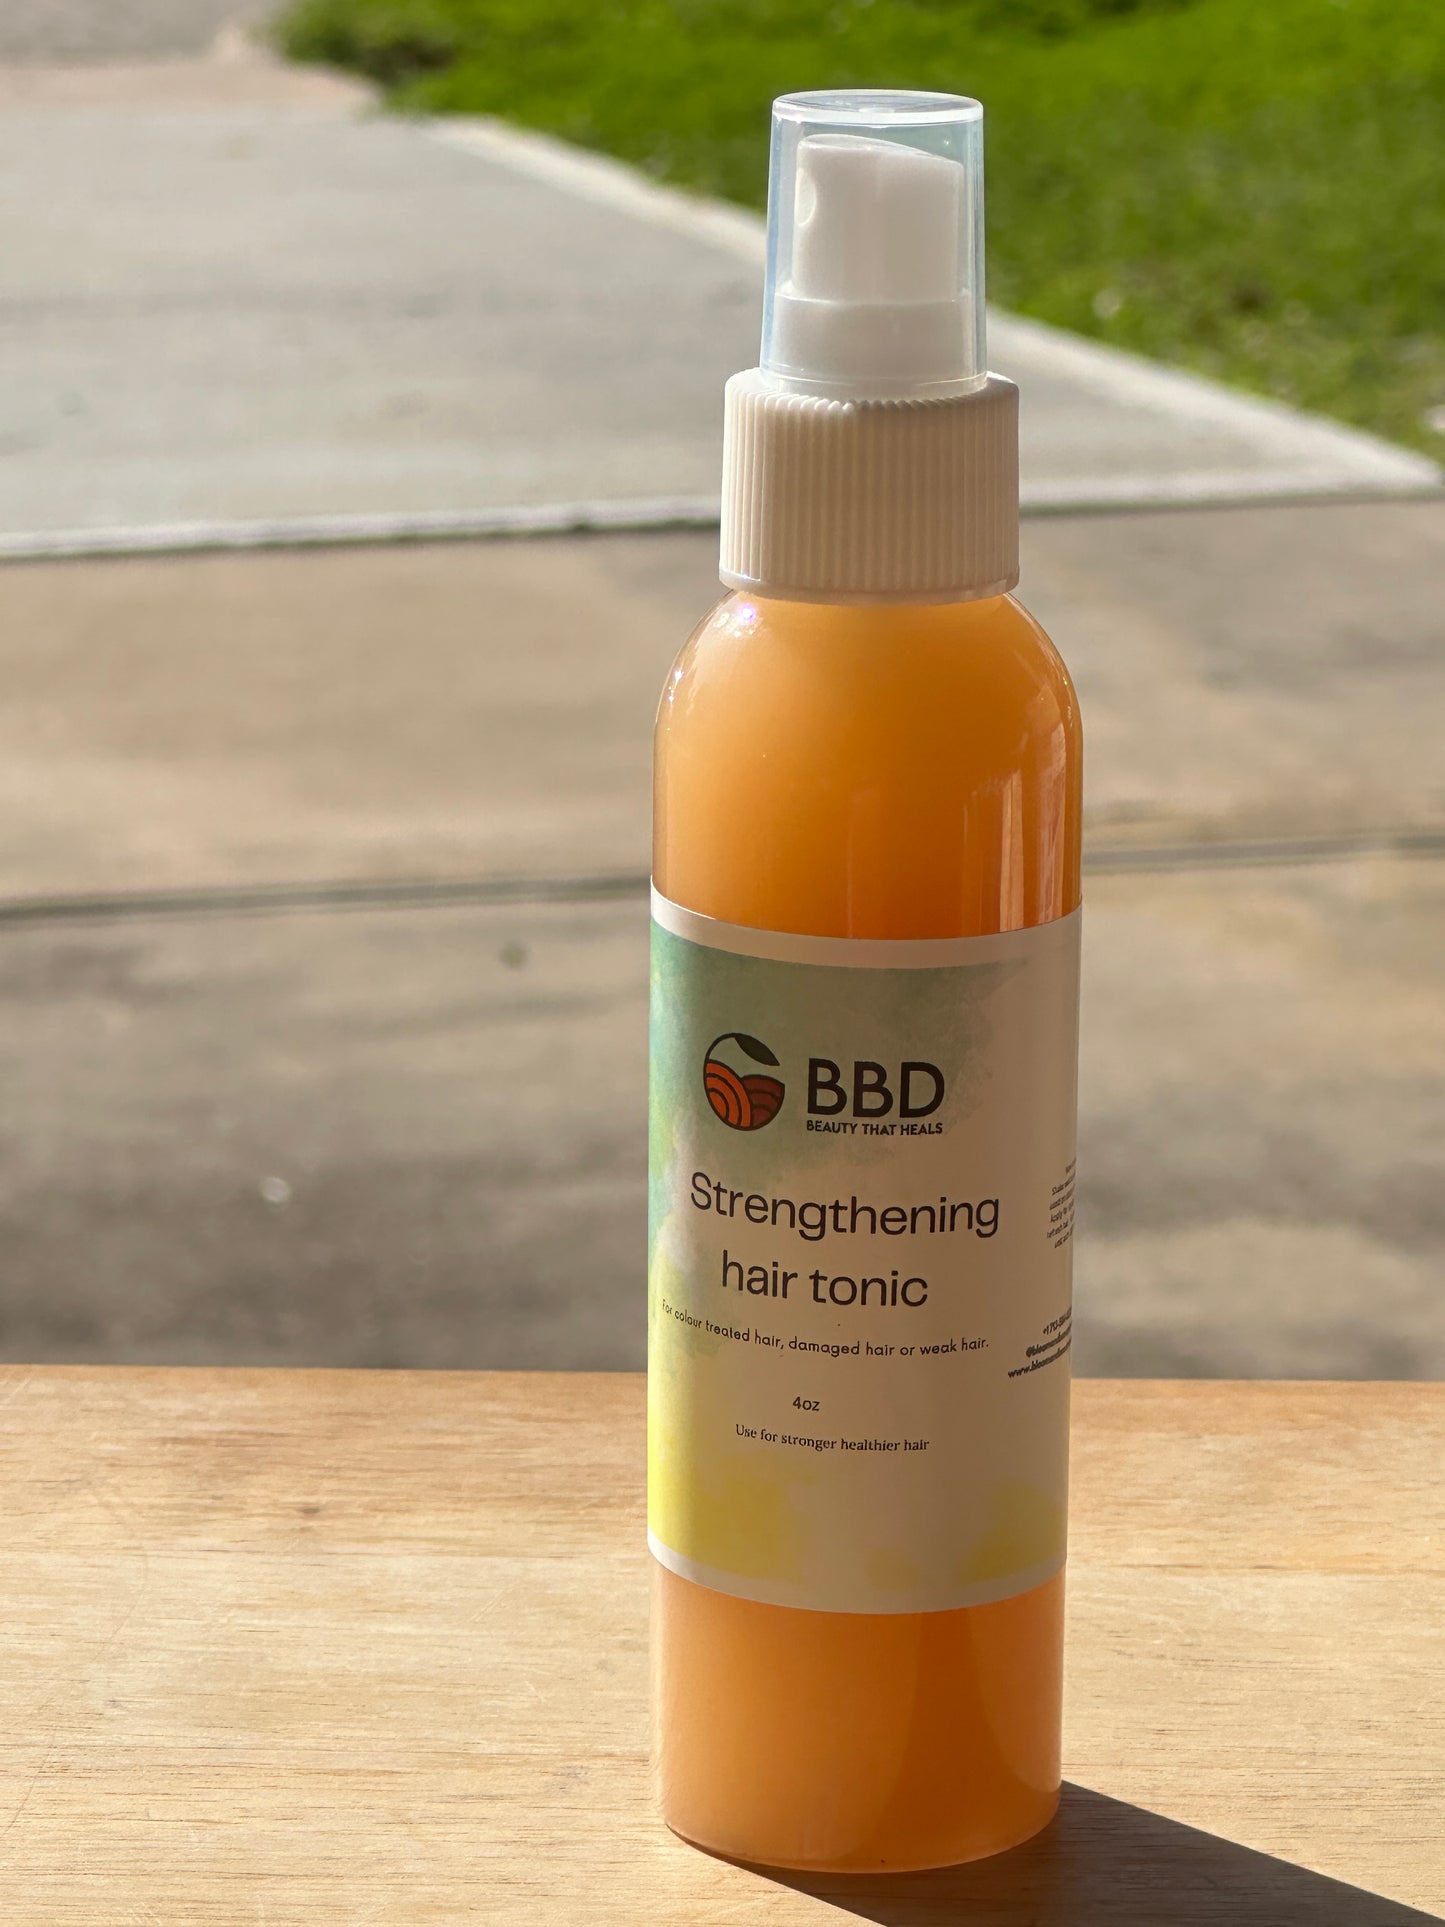 BBD
BEAUTY THAT HEALS
Strengthening
hair tonic
For colour treated hair, damaged hair or weak hair.
4oz
Use for stronger healthier hair